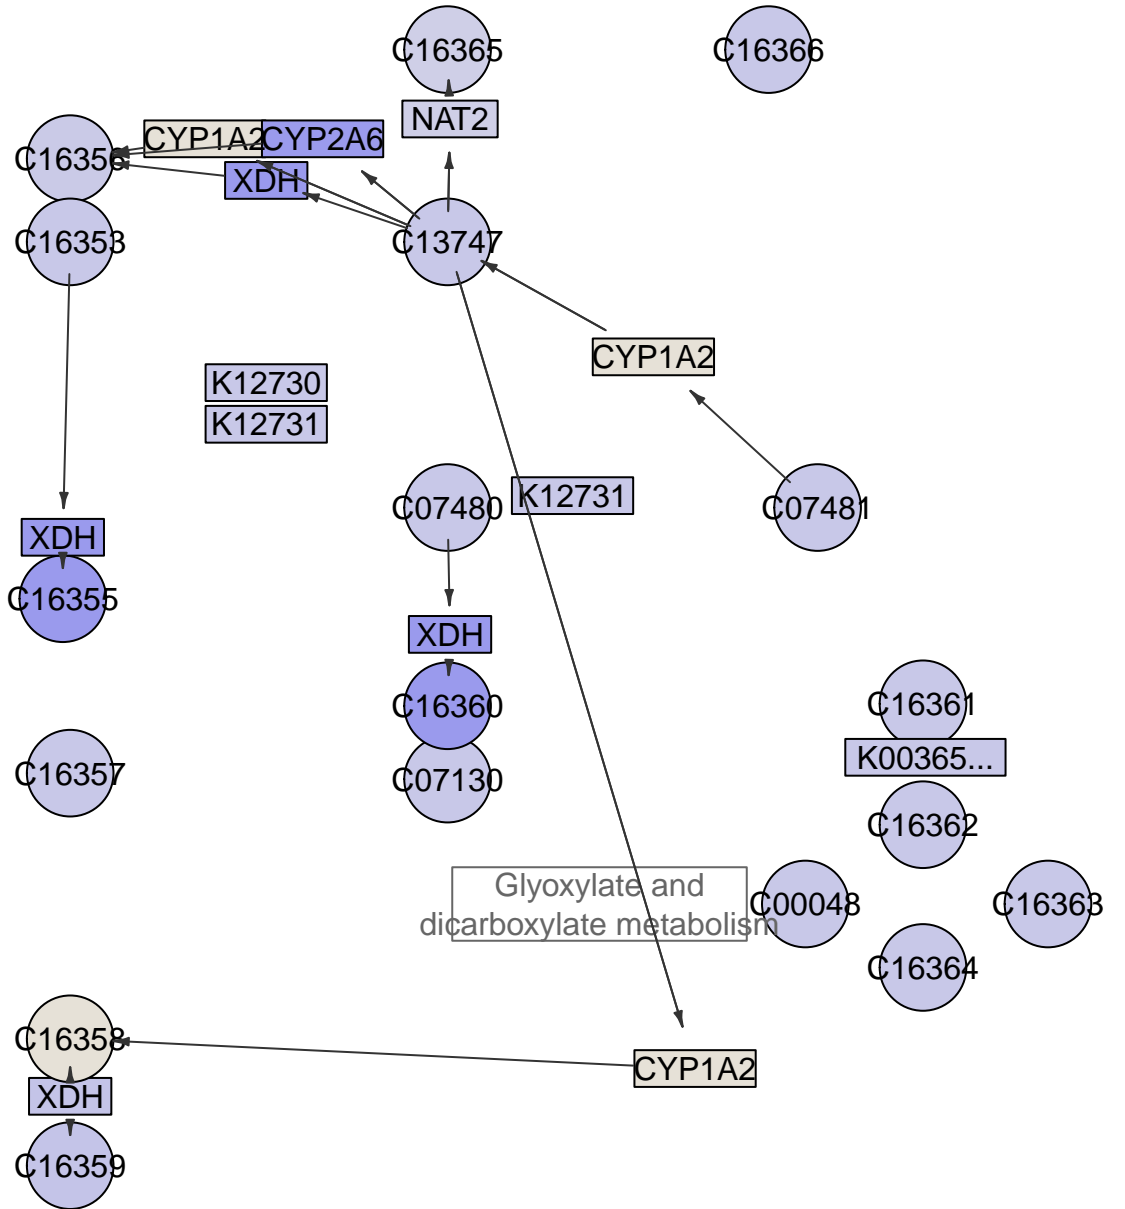 C16365
C16366
NAT2
CYP1A2
CYP2A6
C16356
XDH
C16353
C13747
CYP1A2
K12730
K12731
K12731
C07480
C07481
XDH
C16355
XDH
C16360
C16361
K00365...
C16357
C07130
C16362
Glyoxylate and
dicarboxylate metabolism
C00048
C16363
C16364
C16358
CYP1A2
XDH
C16359